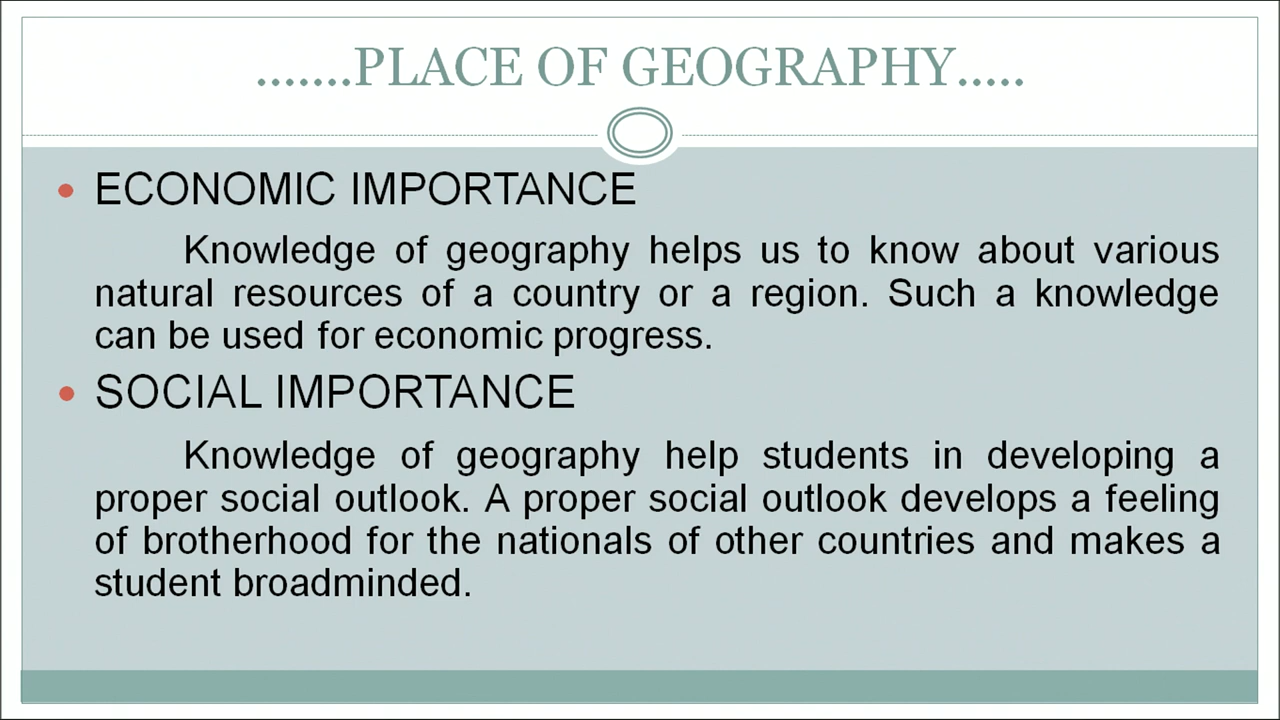 .......PLACE OF GEOGRAPHY.....
• ECONOMIC IMPORTANCE
Knowledge of geography helps us to know about various
natural resources of a country or a region. Such a knowledge
can be used for economic progress.
• SOCIAL IMPORTANCE
Knowledge of geography help students in developing a
proper social outlook. A proper social outlook develops a feeling
of brotherhood for the nationals of other countries and makes a
student broadminded.